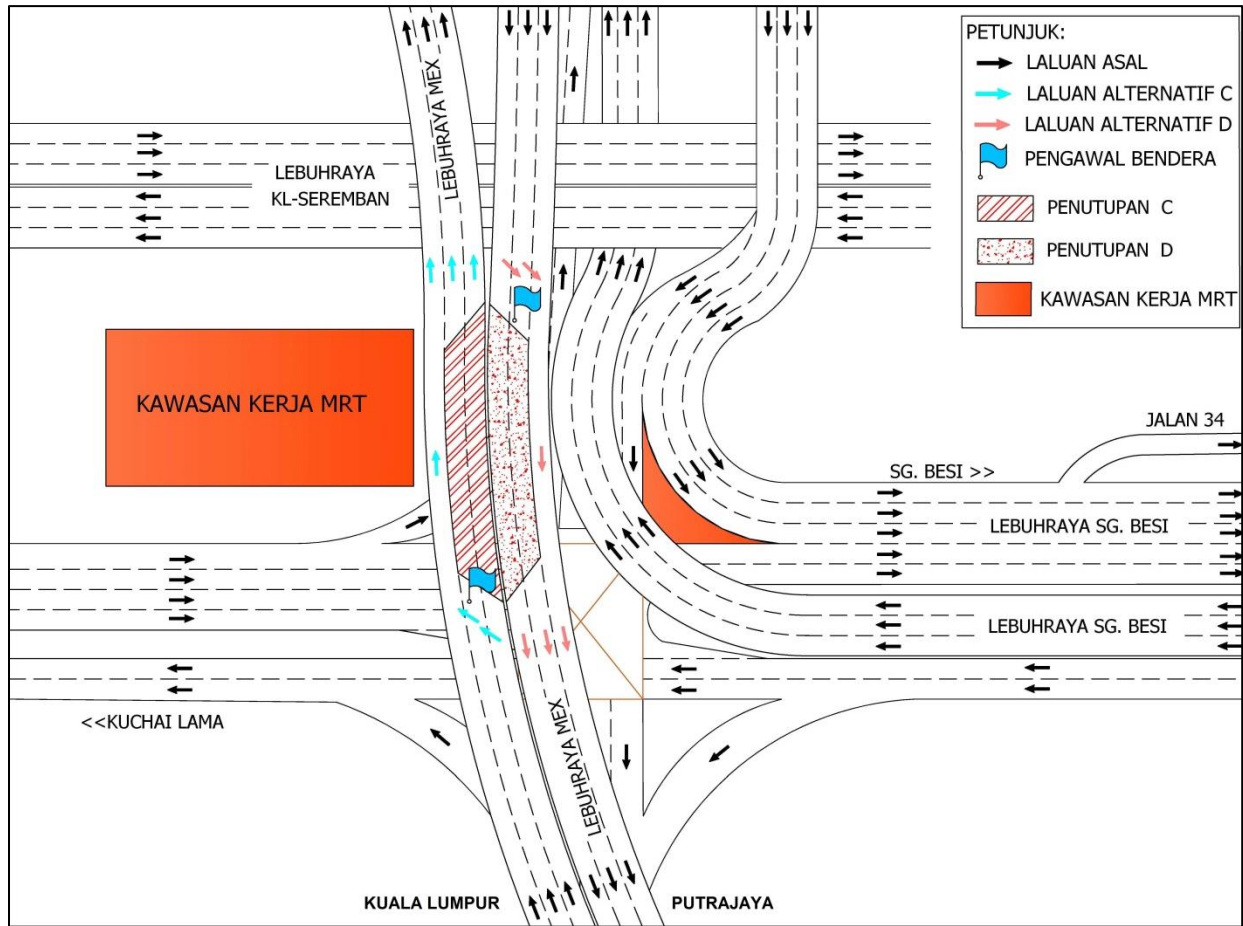 PETUNJUK:
LALUAN ASAL
LALUAN ALTERNATIF C
LALUAN ALTERNATIF D
PENGAWAL BENDERA
PENUTUPAN C
PENUTUPAN D
KAWASAN KERJA MRT
LEBUHRAYA MEX
LEBUHRAYA
KL-SEREMBAN
KAWASAN KERJA MRT
JALAN 34
SG. BESI >>
LEBUHRAYA SG. BESI
LEBUHRAYA SG. BESI
<<KUCHAI LAMA
LEBUHRAYA MEX
KUALA LUMPUR
PUTRAJAYA